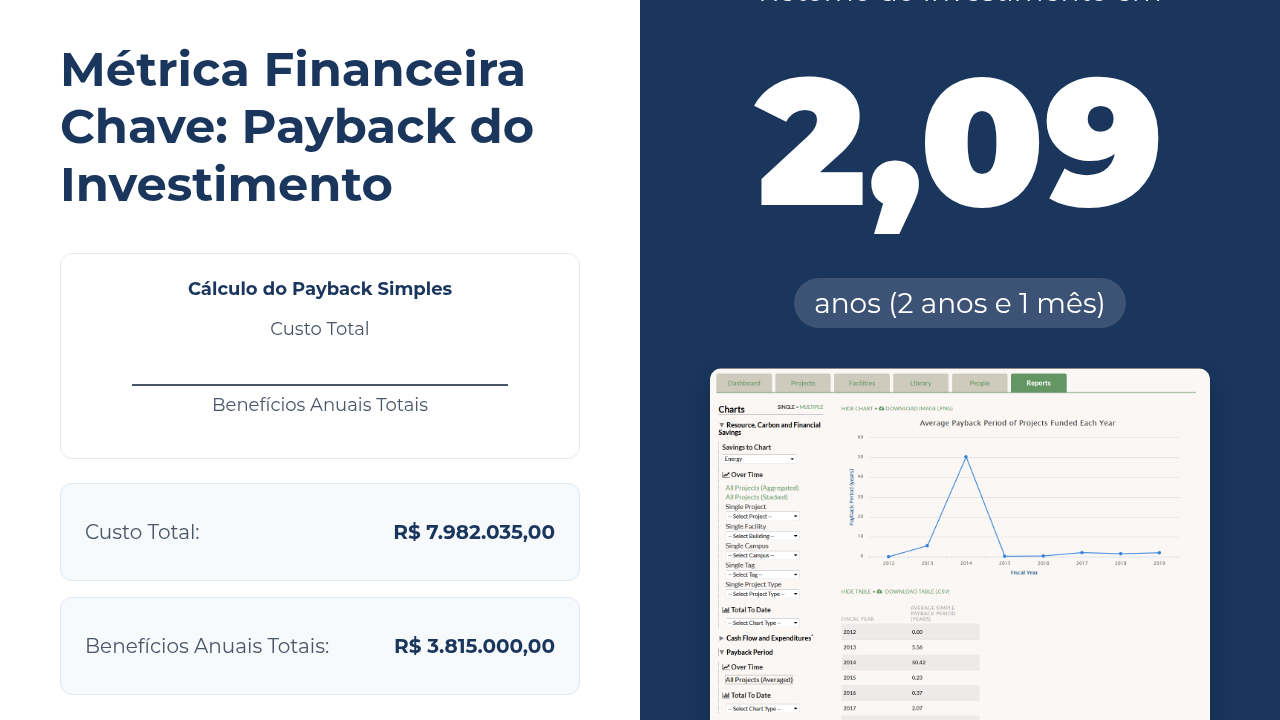 Métrica Financeira
Chave: Payback do
Investimento
Cálculo do Payback Simples
Custo Total
Benefícios Anuais Totais
Custo Total:
R$ 7.982.035,00
Benefícios Anuais Totais:
R$ 3.815.000,00
2,09
anos (2 anos e 1 mês)
Dashboard
Projects
Facilities
Library
People
Reports
Charts
SINGLE • MULTIPLE
▼ Resource, Carbon and Financial
Savings
Savings to Chart
Energy
Over Time
All Projects (Aggregated)
All Projects (Stacked)
Single Project
-- Select Project --
Single Facility
-- Select Building --
Single Campus
-- Select Campus --
Single Tag
-- Select Tag --
Single Project Type
-- Select Project Type --
Total To Date
-- Select Chart Type --
► Cash Flow and Expenditures*
▼ Payback Period
Over Time
All Projects (Averaged)
Total To Date
-- Select Chart Type --
HIDE CHART • DOWNLOAD IMAGE (.PNG)
Average Payback Period of Projects Funded Each Year
Payback Period (years)
60
50
40
30
20
10
0
2012 2013 2014 2015 2016 2017 2018 2019
Fiscal Year
HIDE TABLE • DOWNLOAD TABLE (.CSV)
FISCAL YEAR
AVERAGE SIMPLE
PAYBACK PERIOD
(YEARS)
2012 0.00
2013 5.56
2014 50.42
2015 0.23
2016 0.37
2017 2.07